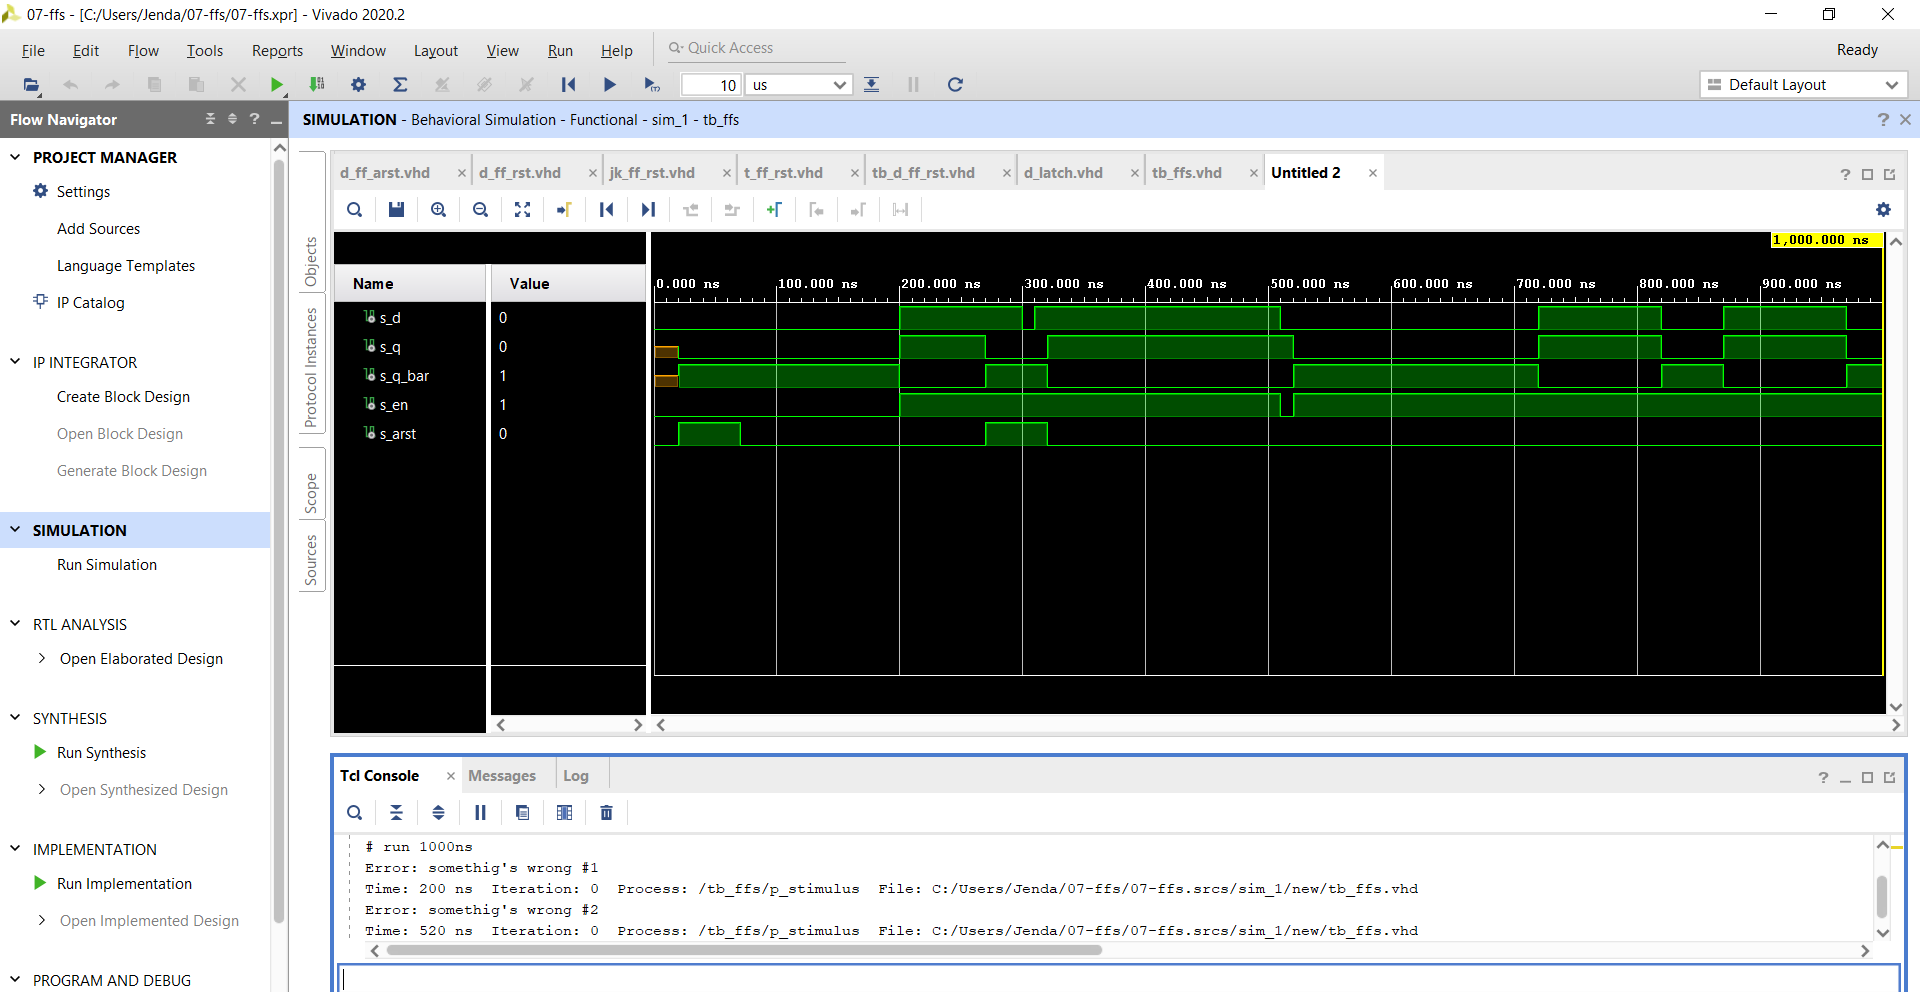 07-ffs - [C:/Users/Jenda/07-ffs/07-ffs.xpr] - Vivado 2020.2
File Edit Flow Tools Reports Window Layout View Run Help Quick Access Ready
10 us Default Layout
Flow Navigator
SIMULATION - Behavioral Simulation - Functional - sim_1 - tb_ffs
PROJECT MANAGER
Settings
Add Sources
Language Templates
IP Catalog
IP INTEGRATOR
Create Block Design
Open Block Design
Generate Block Design
SIMULATION
Run Simulation
RTL ANALYSIS
Open Elaborated Design
SYNTHESIS
Run Synthesis
Open Synthesized Design
IMPLEMENTATION
Run Implementation
Open Implemented Design
PROGRAM AND DEBUG
Objects
Protocol Instances
Scope
Sources
d_ff_arst.vhd d_ff_rst.vhd jk_ff_rst.vhd t_ff_rst.vhd tb_d_ff_rst.vhd d_latch.vhd tb_ffs.vhd Untitled 2
1,000.000 ns
Name Value 0.000 ns 100.000 ns 200.000 ns 300.000 ns 400.000 ns 500.000 ns 600.000 ns 700.000 ns 800.000 ns 900.000 ns
s_d 0
s_q 0
s_q_bar 1
s_en 1
s_arst 0
Tcl Console Messages Log
# run 1000ns
Error: somethig's wrong #1
Time: 200 ns Iteration: 0 Process: /tb_ffs/p_stimulus File: C:/Users/Jenda/07-ffs/07-ffs.srcs/sim_1/new/tb_ffs.vhd
Error: somethig's wrong #2
Time: 520 ns Iteration: 0 Process: /tb_ffs/p_stimulus File: C:/Users/Jenda/07-ffs/07-ffs.srcs/sim_1/new/tb_ffs.vhd